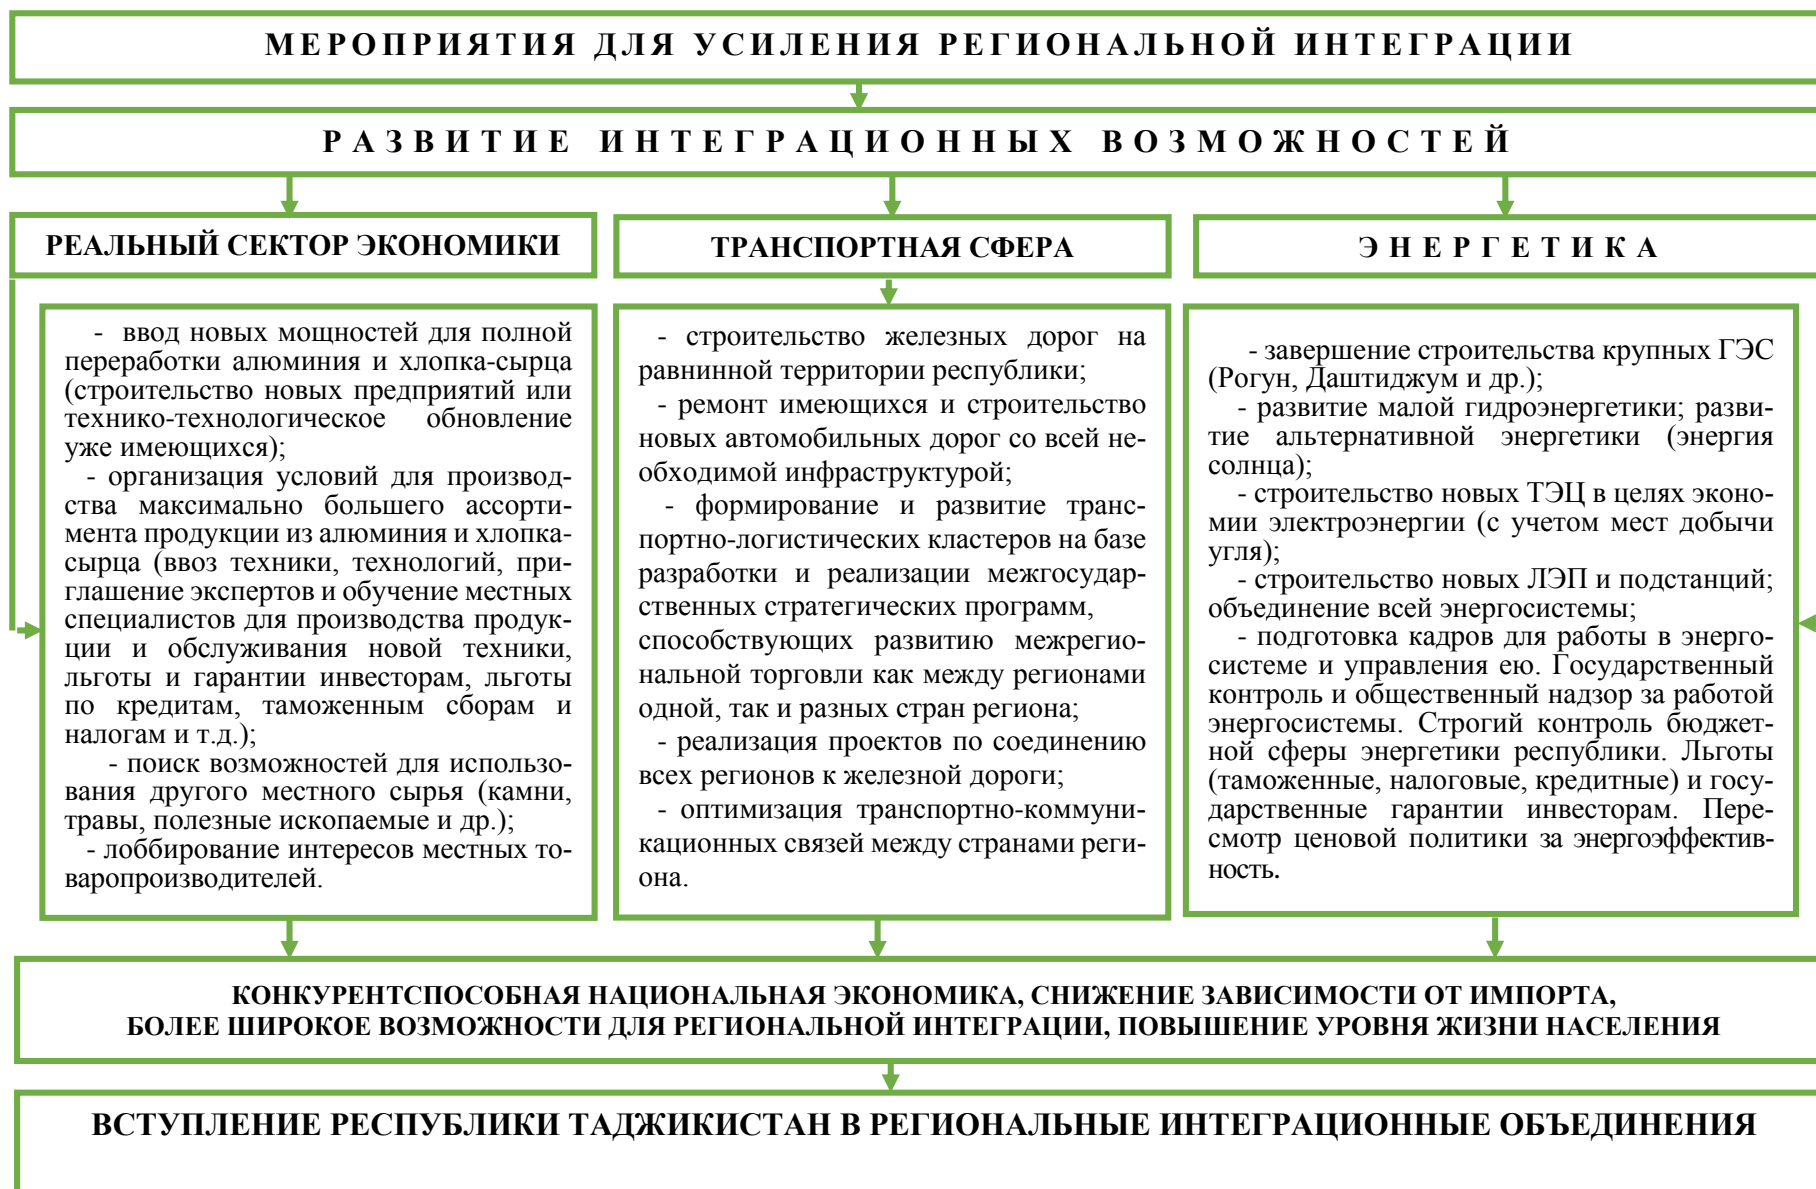 МЕРОПРИЯТИЯ ДЛЯ УСИЛЕНИЯ РЕГИОНАЛЬНОЙ ИНТЕГРАЦИИ
РАЗВИТИЕ ИНТЕГРАЦИОННЫХ ВОЗМОЖНОСТЕЙ
РЕАЛЬНЫЙ СЕКТОР ЭКОНОМИКИ
- ввод новых мощностей для полной
переработки алюминия и хлопка-сырца
(строительство новых предприятий или
технико-технологическое обновление
уже имеющихся);
- организация условий для производ-
ства максимально большего ассорти-
мента продукции из алюминия и хлопка-
сырца (ввоз техники, технологий, при-
глашение экспертов и обучение местных
специалистов для производства продук-
ции и обслуживания новой техники,
льготы и гарантии инвесторам, льготы
по кредитам, таможенным сборам и
налогам и т.д.);
- поиск возможностей для использо-
вания другого местного сырья (камни,
травы, полезные ископаемые и др.);
- лоббирование интересов местных то-
варопроизводителей.
ТРАНСПОРТНАЯ СФЕРА
- строительство железных дорог на
равнинной территории республики;
- ремонт имеющихся и строительство
новых автомобильных дорог со всей не-
обходимой инфраструктурой;
- формирование и развитие транс-
портно-логистических кластеров на базе
разработки и реализации межгосудар-
ственных стратегических программ,
способствующих развитию межрегио-
нальной торговли как между регионами
одной, так и разных стран региона;
- реализация проектов по соединению
всех регионов к железной дороги;
- оптимизация транспортно-коммуни-
кационных связей между странами реги-
она.
ЭНЕРГЕТИКА
- завершение строительства крупных ГЭС
(Рогун, Даштиджум и др.);
- развитие малой гидроэнергетики; разви-
тие альтернативной энергетики (энергия
солнца);
- строительство новых ТЭЦ в целях эконо-
мии электроэнергии (с учетом мест добычи
угля);
- строительство новых ЛЭП и подстанций;
объединение всей энергосистемы;
- подготовка кадров для работы в энерго-
системе и управления ею. Государственный
контроль и общественный надзор за работой
энергосистемы. Строгий контроль бюджет-
ной сферы энергетики республики. Льготы
(таможенные, налоговые, кредитные) и госу-
дарственные гарантии инвесторам. Пере-
смотр ценовой политики за энергоэффектив-
ность.
КОНКУРЕНТСПОСОБНАЯ НАЦИОНАЛЬНАЯ ЭКОНОМИКА, СНИЖЕНИЕ ЗАВИСИМОСТИ ОТ ИМПОРТА,
БОЛЕЕ ШИРОКОЕ ВОЗМОЖНОСТИ ДЛЯ РЕГИОНАЛЬНОЙ ИНТЕГРАЦИИ, ПОВЫШЕНИЕ УРОВНЯ ЖИЗНИ НАСЕЛЕНИЯ
ВСТУПЛЕНИЕ РЕСПУБЛИКИ ТАДЖИКИСТАН В РЕГИОНАЛЬНЫЕ ИНТЕГРАЦИОННЫЕ ОБЪЕДИНЕНИЯ